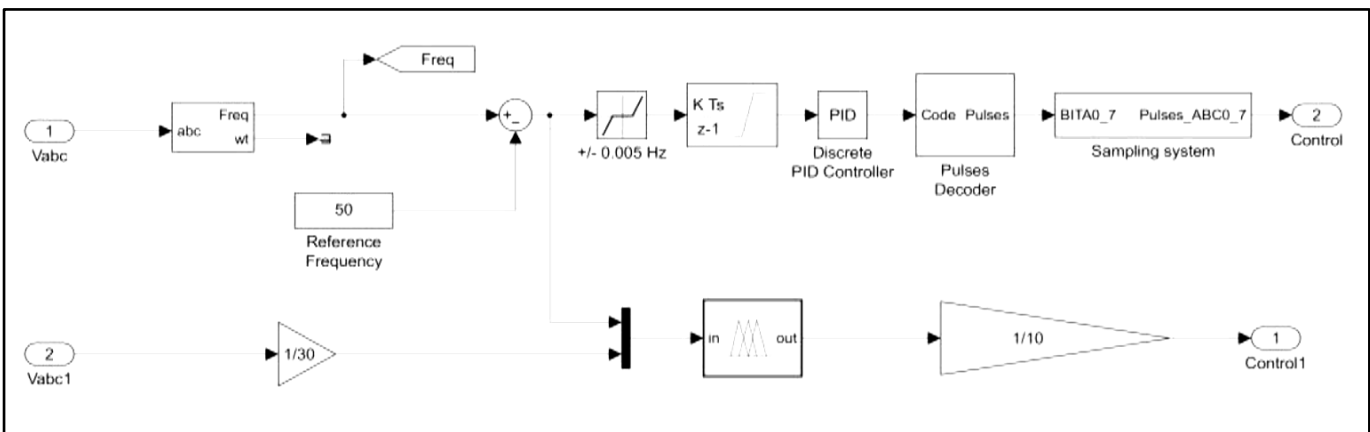 Freq
1
Vabc
abc
Freq
wt
+
-
+/- 0.005 Hz
K Ts
z-1
PID
Discrete
PID Controller
Code Pulses
Pulses
Decoder
BITA0_7 Pulses_ABC0_7
Sampling system
2
Control
50
Reference
Frequency
2
Vabc1
1/30
in out
1/10
1
Control1